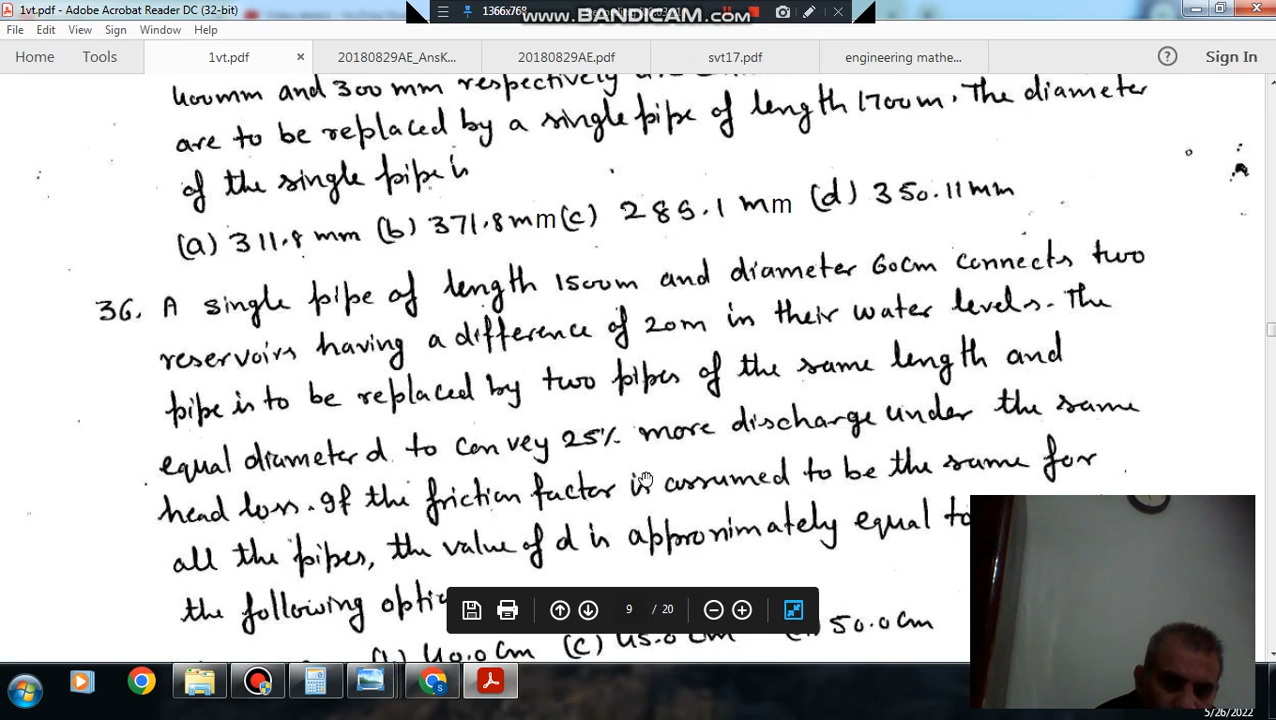 1vt.pdf - Adobe Acrobat Reader DC (32-bit)
1366x768
www.BANDICAM.com
File Edit View Sign Window Help
Home Tools 1vt.pdf 20180829AE_AnsK... 20180829AE.pdf svt17.pdf engineering mathe... Sign In
400mm and 300 mm respectively
are to be replaced by a single pipe of length 1700m. The diameter
of the single pipe is
(a) 311.8 mm (b) 371.8mm (c) 285.1 mm (d) 350.11mm
36. A single pipe of length 1500m and diameter 60cm connects two
reservoirs having a difference of 20m in their water levels. The
pipe is to be replaced by two pipes of the same length and
equal diameter d to convey 25% more discharge under the same
head loss. If the friction factor is assumed to be the same for
all the pipes, the value of d is approximately equal to
the following
9 / 20
40.0 cm (c) 45.0 cm 50.0cm
5/26/2022